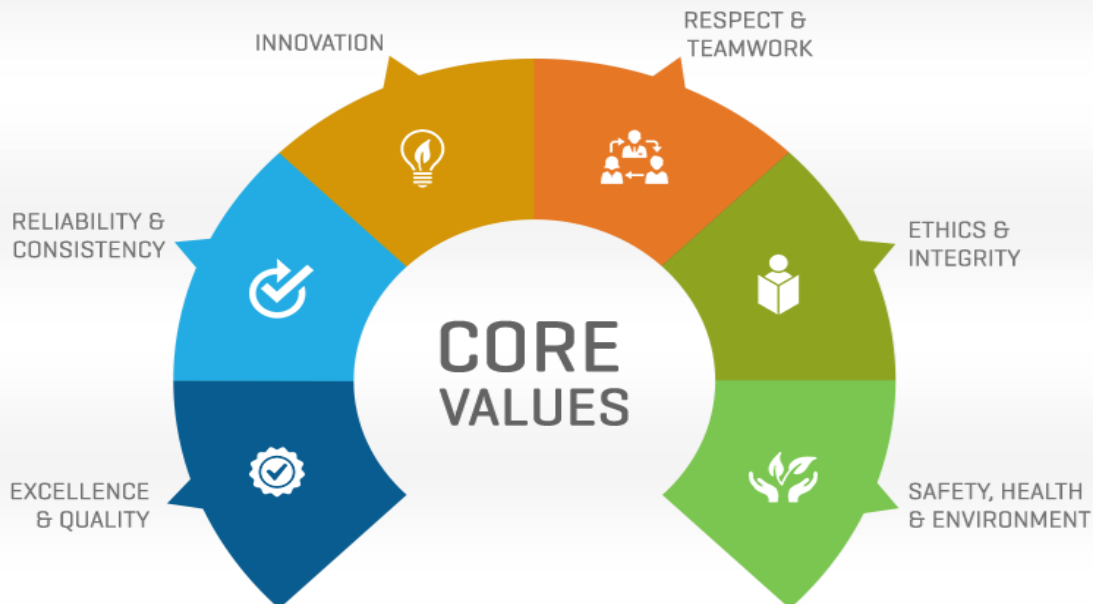 INNOVATION
RESPECT &
TEAMWORK
RELIABILITY &
CONSISTENCY
ETHICS &
INTEGRITY
CORE
VALUES
EXCELLENCE
& QUALITY
SAFETY, HEALTH
& ENVIRONMENT